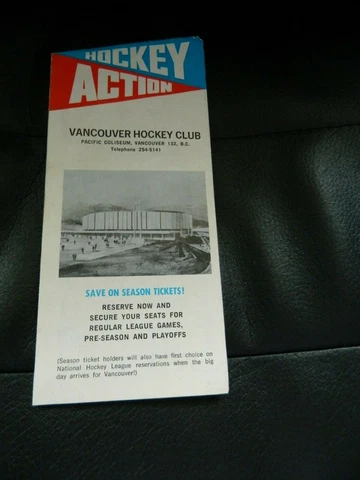 HOCKEY
ACTION
VANCOUVER HOCKEY CLUB
PACIFIC COLISEUM, VANCOUVER 132, B.C.
Telephone 254-5141
SAVE ON SEASON TICKETS!
RESERVE NOW AND
SECURE YOUR SEATS FOR
REGULAR LEAGUE GAMES,
PRE-SEASON AND PLAYOFFS
(Season ticket holders will also have first choice on
National Hockey League reservations when the big
day arrives for Vancouver!)